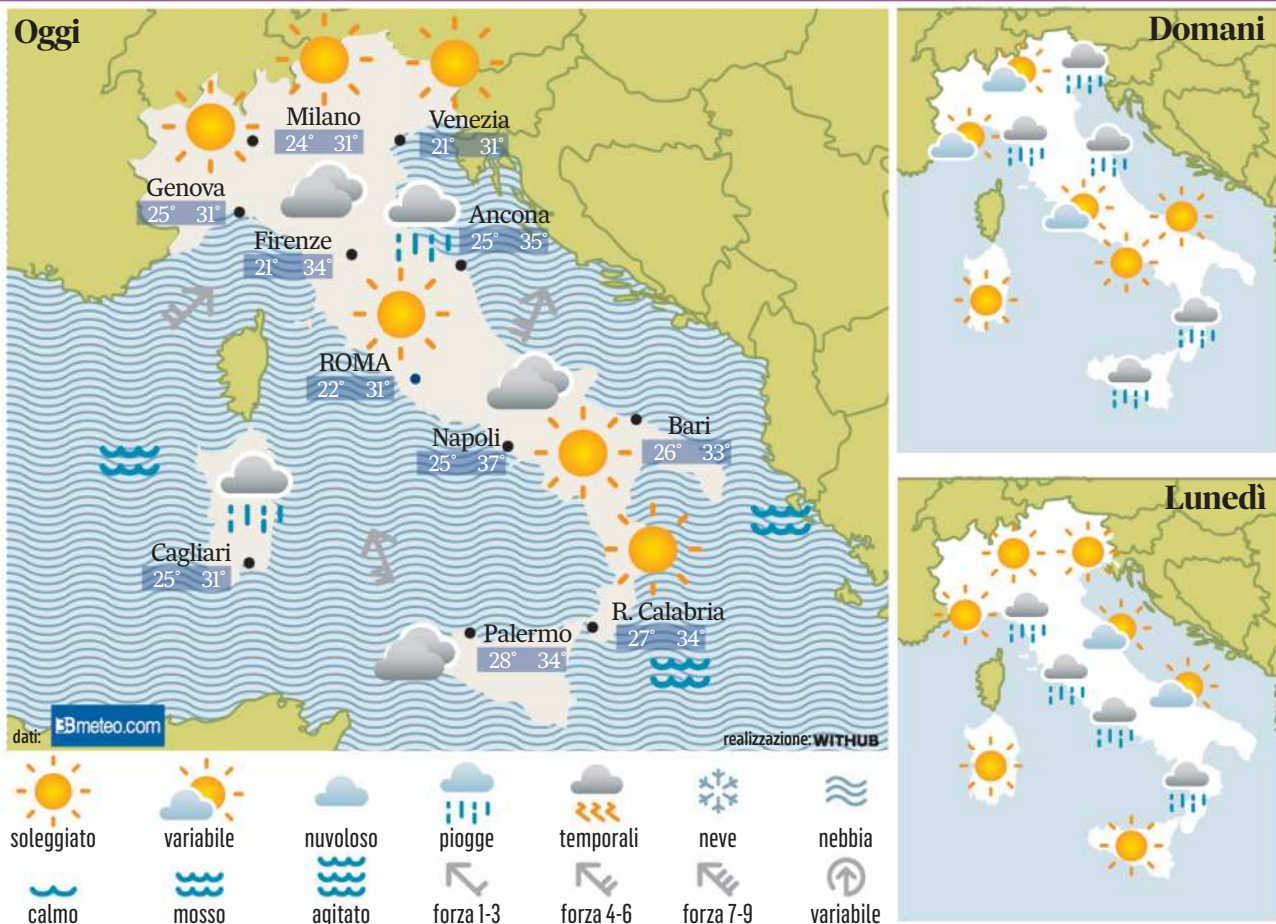 Oggi
Milano
24° 31°
Venezia
21° 31°
Genova
25° 31°
Firenze
21° 34°
Ancona
25° 35°
ROMA
22° 31°
Napoli
25° 37°
Bari
26° 33°
Cagliari
25° 31°
Palermo
28° 34°
R. Calabria
27° 34°
dati: 3Bmeteo.com
realizzazione: WITHUB
Domani
Lunedì
soleggiato variabile nuvoloso piogge temporali neve nebbia
calmo mosso agitato forza 1-3 forza 4-6 forza 7-9 variabile